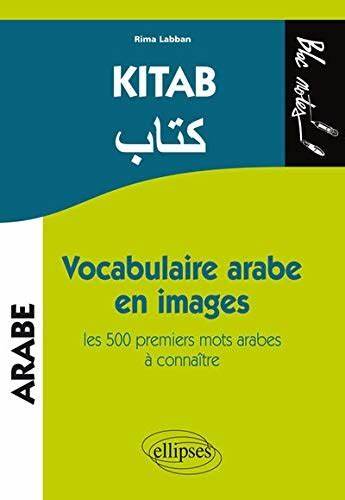 Rima Labban
Bloc notes
KITAB
كتاب
Vocabulaire arabe
en images
les 500 premiers mots arabes
à connaître
ARABE
ellipses